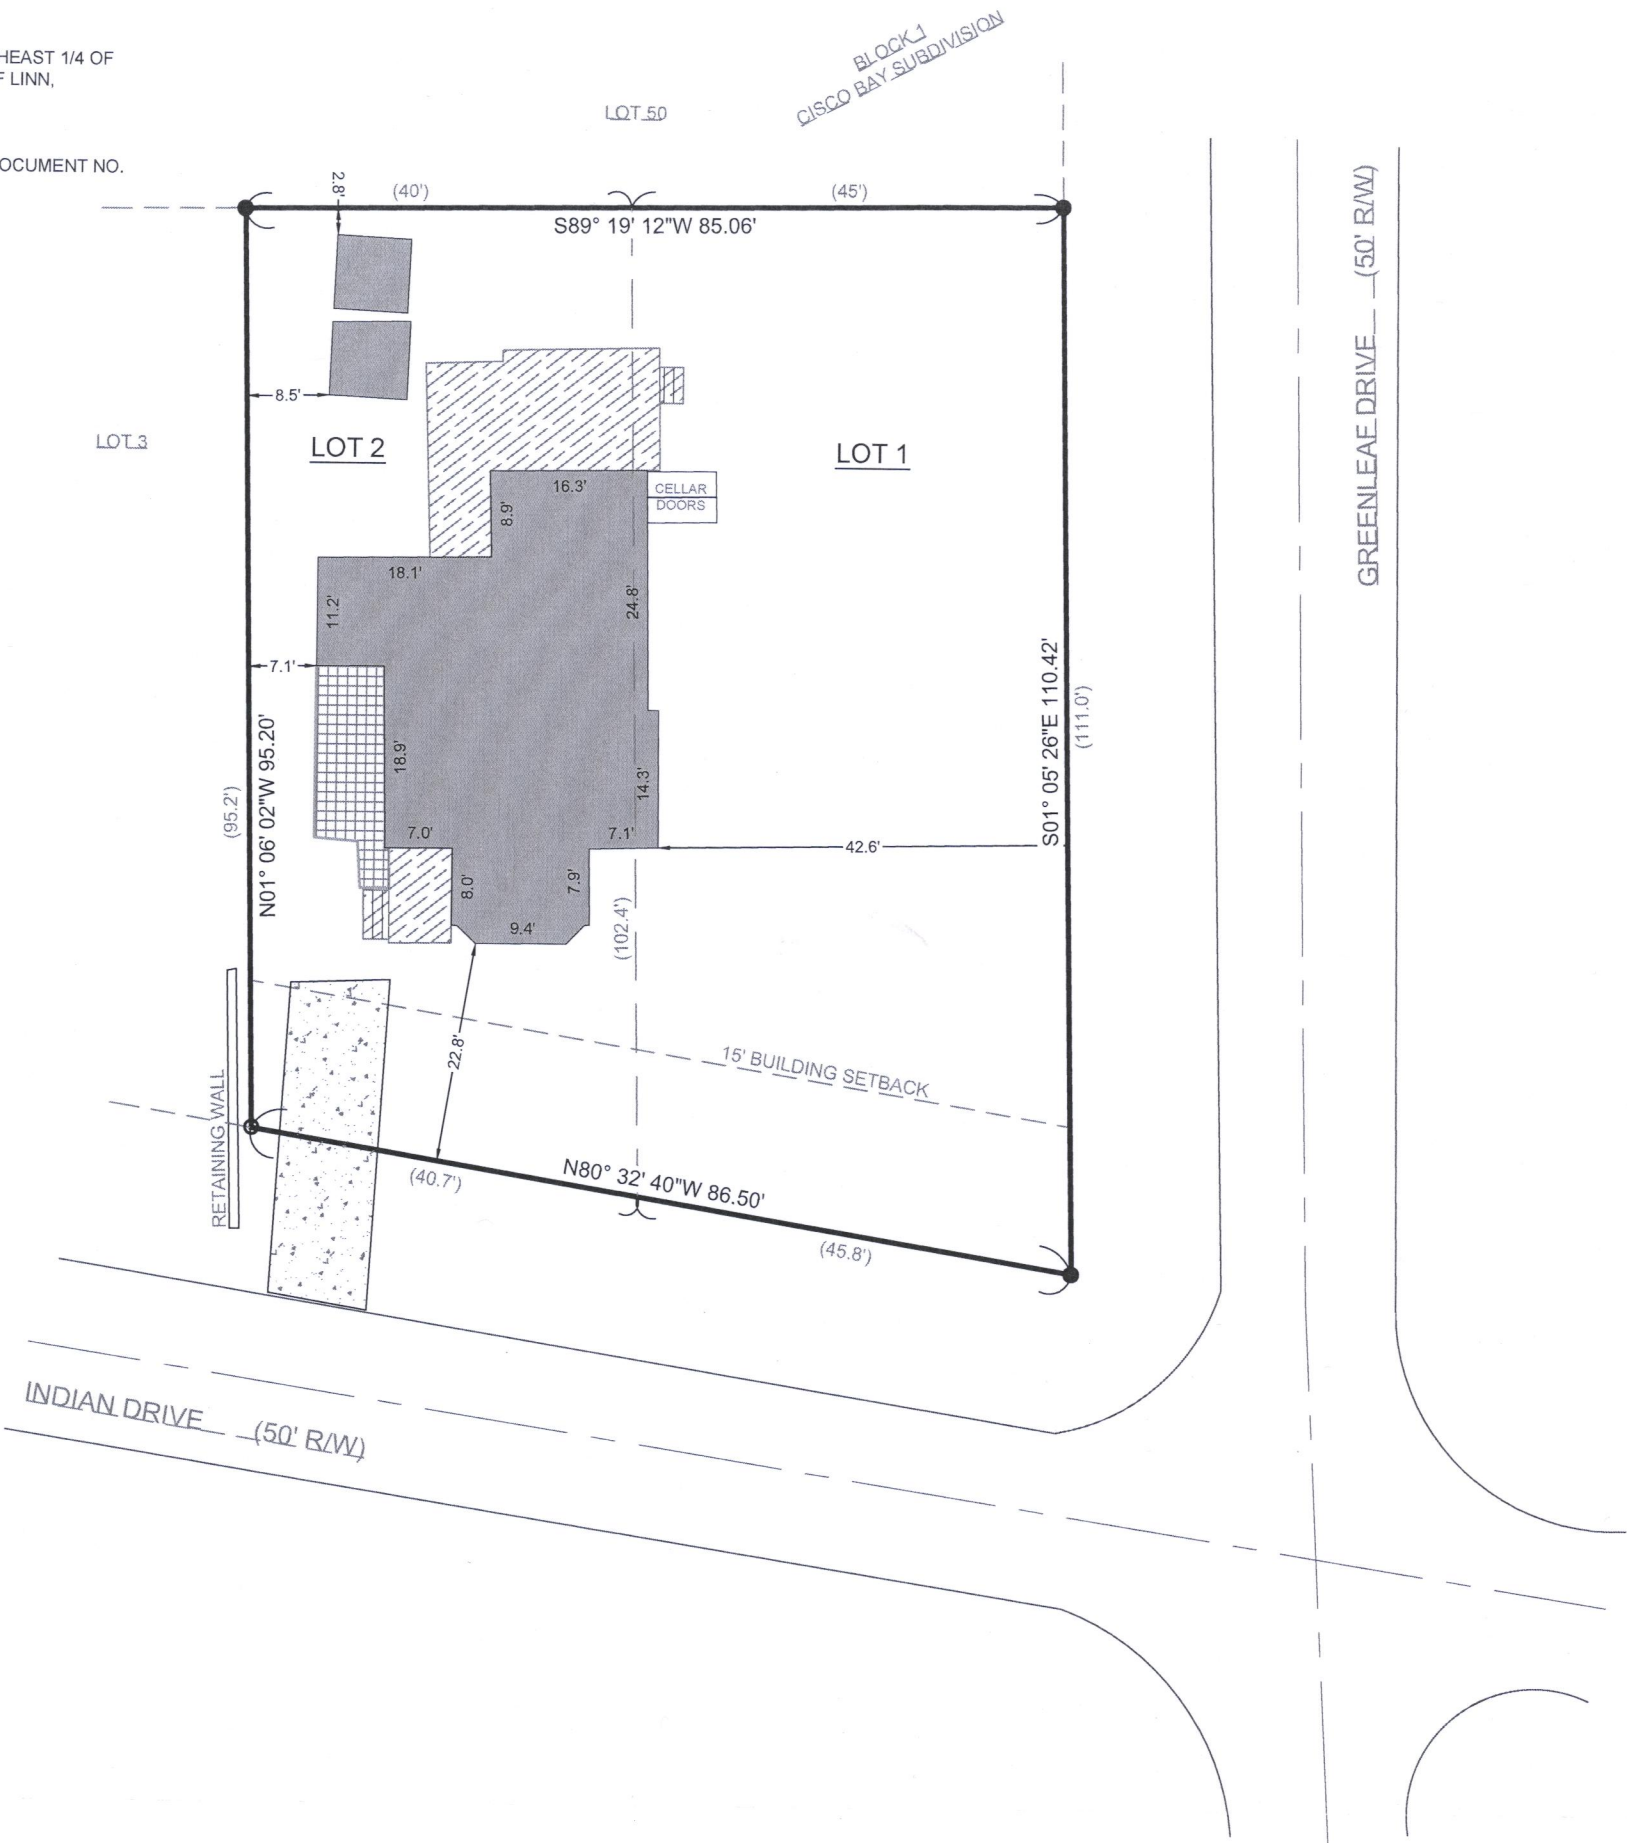 HEAST 1/4 OF
F LINN,
OCUMENT NO.
BLOCK 1
CISCO BAY SUBDIVISION
LOT 50
2.8'
(40')
(45')
S89° 19' 12"W 85.06'
GREENLEAF DRIVE (50' R/W)
8.5'
LOT 3
LOT 2
LOT 1
16.3'
CELLAR
DOORS
8.9'
18.1'
11.2'
24.8'
7.1'
S01° 05' 26"E 110.42'
(111.0')
N01° 06' 02"W 95.20'
(95.2')
18.9'
14.3'
7.0'
7.1'
42.6'
8.0'
7.9'
9.4'
(102.4')
22.8'
15' BUILDING SETBACK
RETAINING WALL
(40.7')
N80° 32' 40"W 86.50'
(45.8')
INDIAN DRIVE (50' R/W)